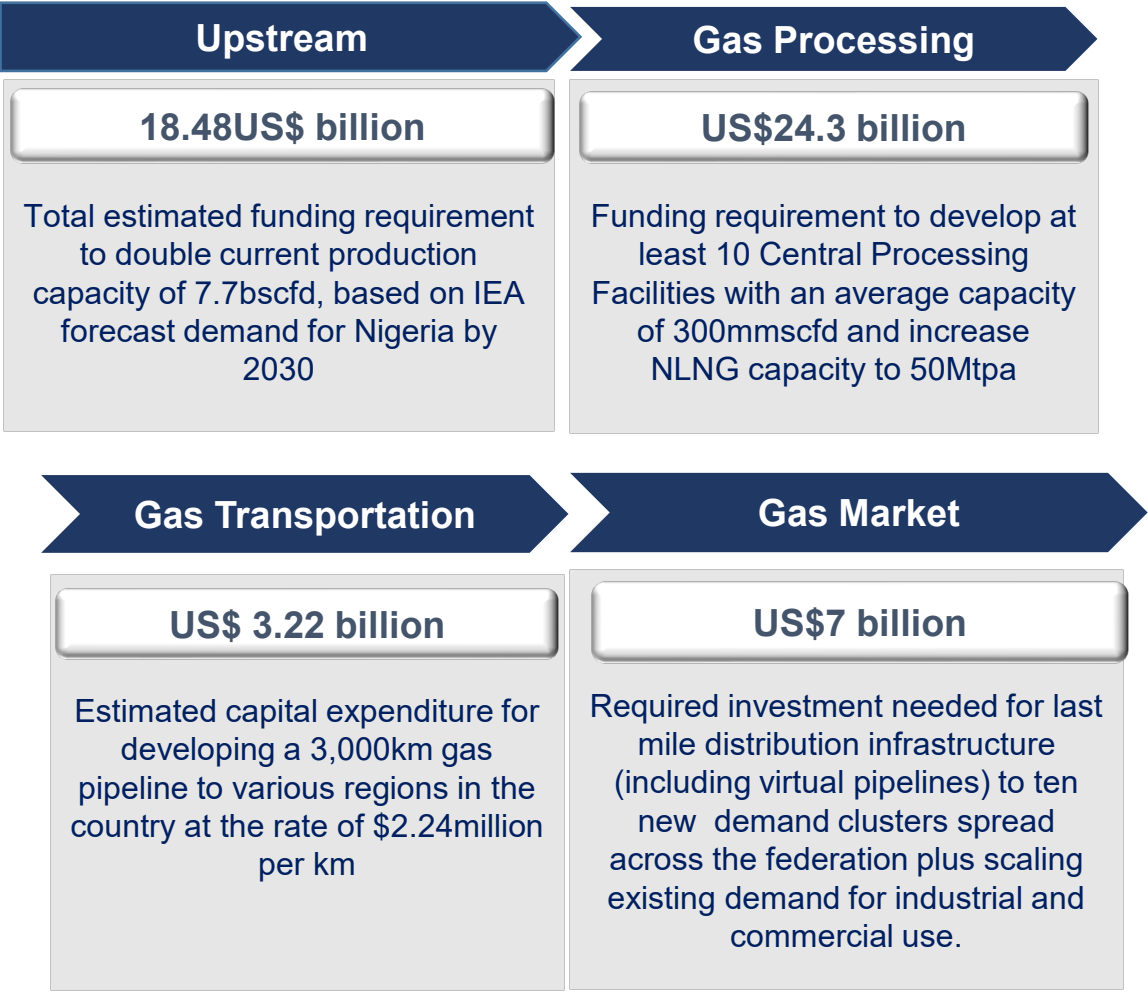 Upstream
18.48US$ billion
Total estimated funding requirement
to double current production
capacity of 7.7bscfd, based on IEA
forecast demand for Nigeria by
2030
Gas Processing
US$24.3 billion
Funding requirement to develop at
least 10 Central Processing
Facilities with an average capacity
of 300mmscfd and increase
NLNG capacity to 50Mtpa
Gas Transportation
US$ 3.22 billion
Estimated capital expenditure for
developing a 3,000km gas
pipeline to various regions in the
country at the rate of $2.24million
per km
Gas Market
US$7 billion
Required investment needed for last
mile distribution infrastructure
(including virtual pipelines) to ten
new  demand clusters spread
across the federation plus scaling
existing demand for industrial and
commercial use.